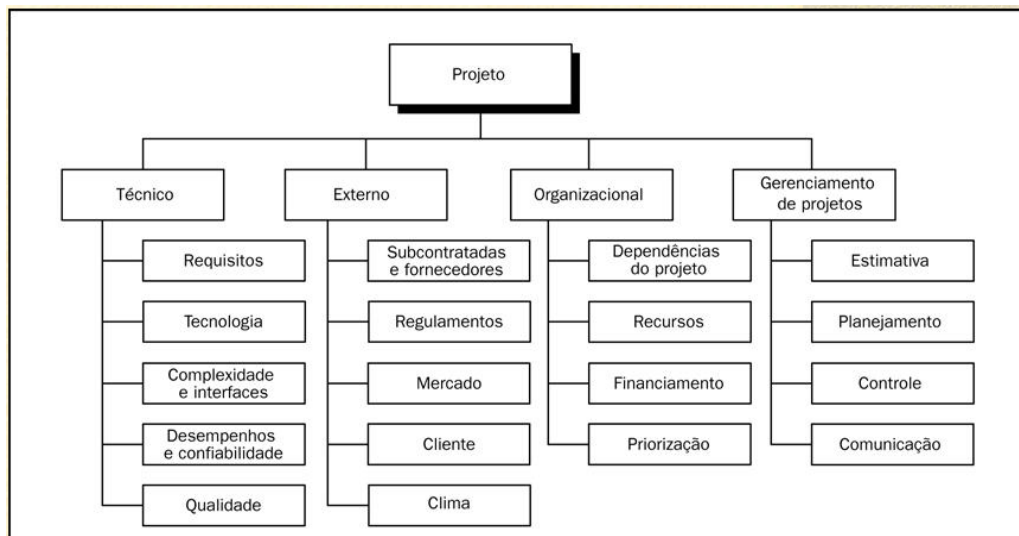 Projeto
Técnico
Externo
Organizacional
Gerenciamento
de projetos
Requisitos
Tecnologia
Complexidade
e interfaces
Desempenhos
e confiabilidade
Qualidade
Subcontratadas
e fornecedores
Regulamentos
Mercado
Cliente
Clima
Dependências
do projeto
Recursos
Financiamento
Priorização
Estimativa
Planejamento
Controle
Comunicação